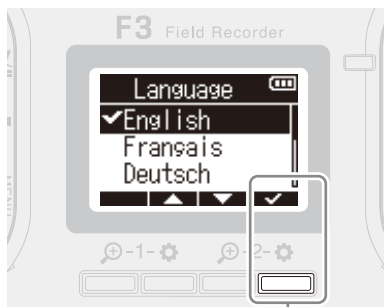 F3 Field Recorder
Language
✔English
Français
Deutsch
-1-
-2-